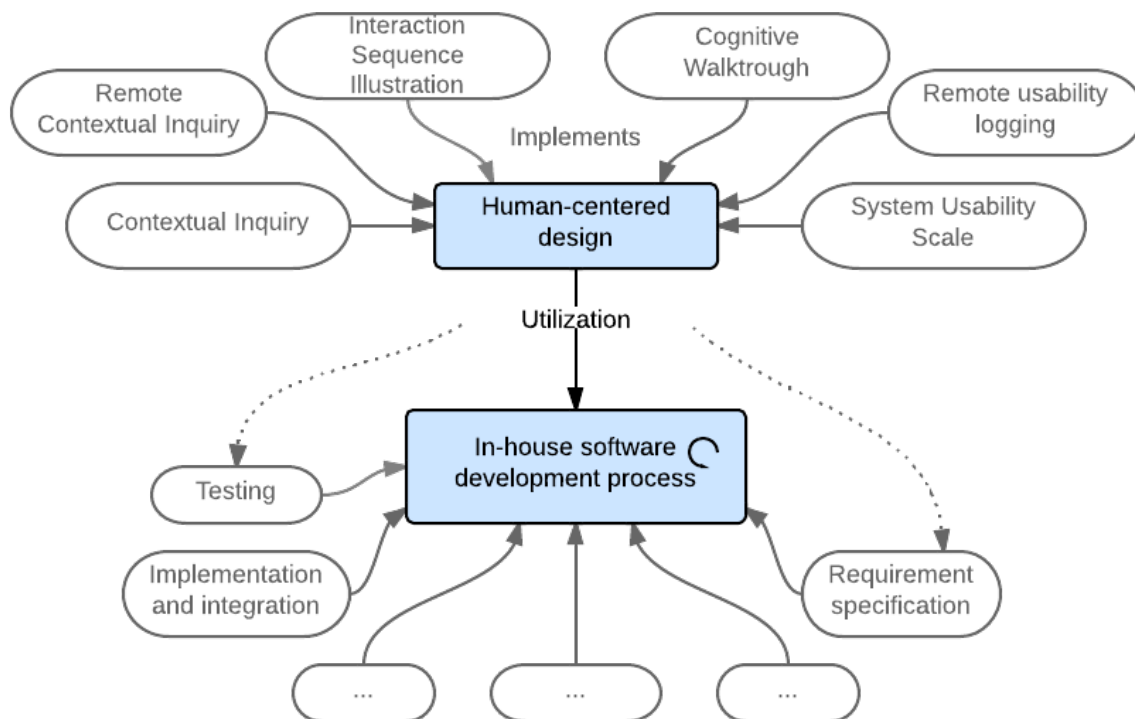 Interaction
Sequence
Illustration
Cognitive
Walktrough
Remote
Contextual Inquiry
Remote usability
logging
Implements
Contextual Inquiry
Human-centered
design
System Usability
Scale
Utilization
In-house software
development process
Testing
Implementation
and integration
Requirement
specification
...
...
...